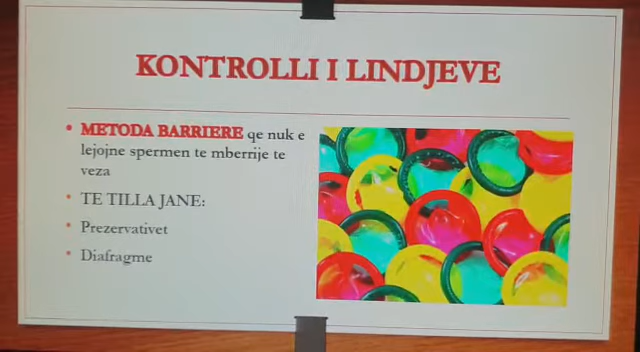 KONTROLLI I LINDJEVE
METODA BARRIERE qe nuk e
lejojne spermen te mberrije te
veza
TE TILLA JANE:
Prezervativet
Diafragme